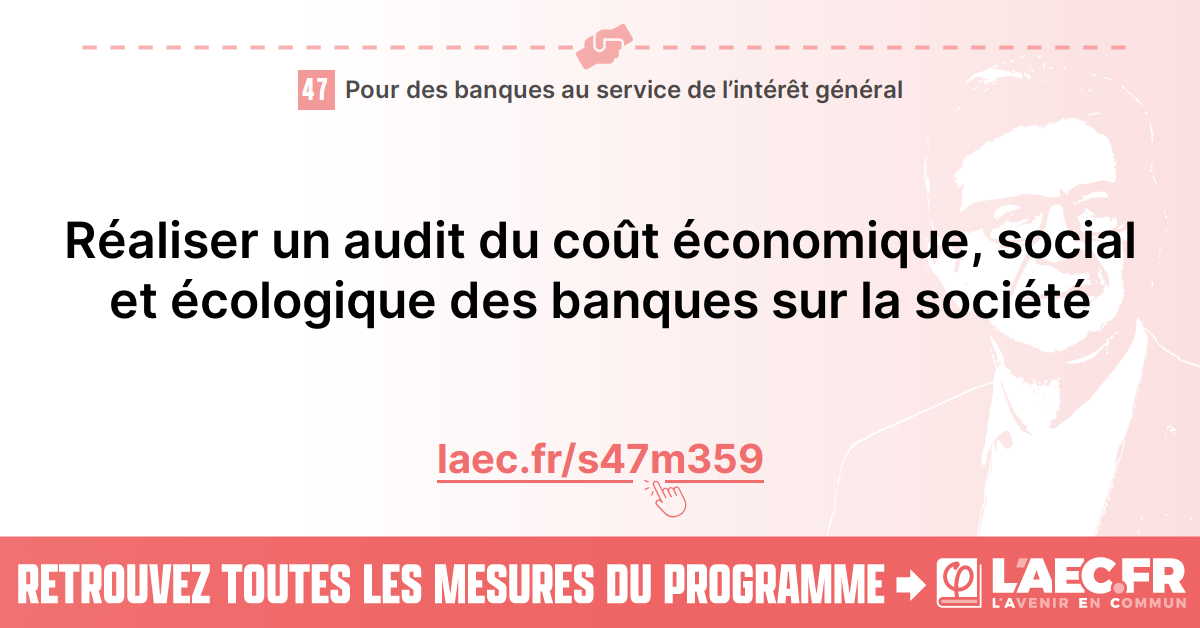 47 Pour des banques au service de l’intérêt général
Réaliser un audit du coût économique, social
et écologique des banques sur la société
laec.fr/s47m359
RETROUVEZ TOUTES LES MESURES DU PROGRAMME
φ L'AEC.FR
L'AVENIR EN COMMUN